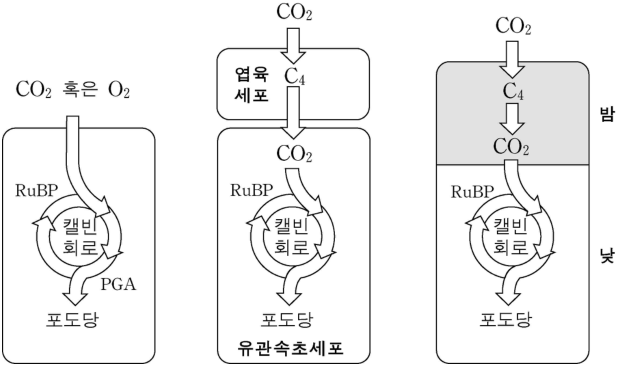 CO₂ 혹은 O₂
RuBP
캘빈
회로
PGA
포도당
CO₂
엽육
세포
C₄
CO₂
RuBP
캘빈
회로
포도당
유관속초세포
CO₂
C₄
밤
CO₂
RuBP
캘빈
회로
낮
포도당